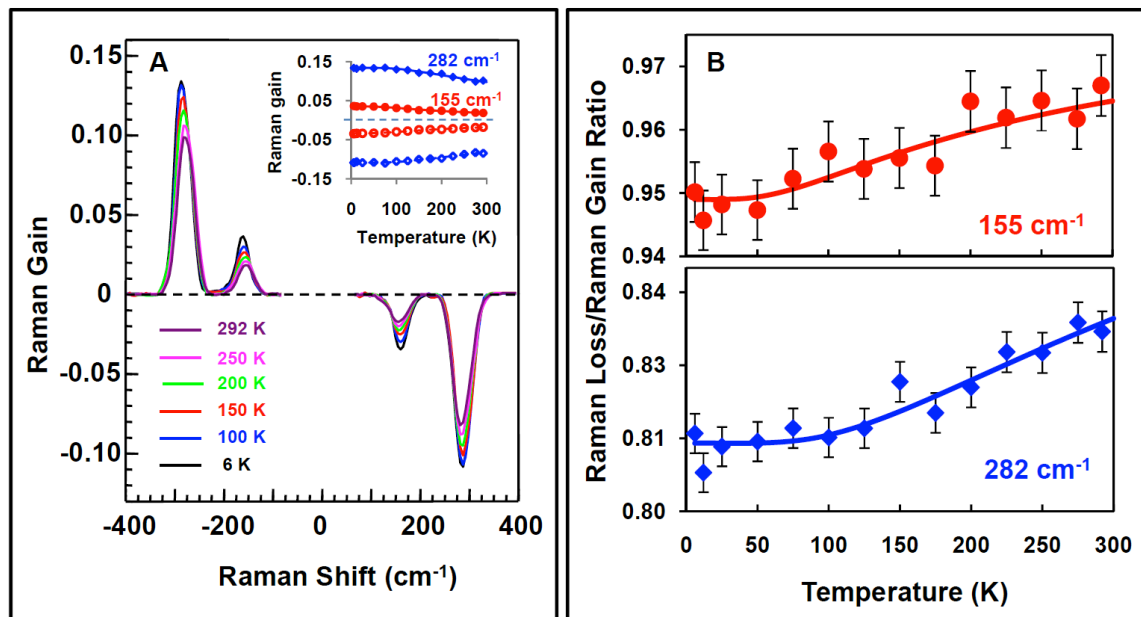 A
0.15
0.10
0.05
0
-0.05
-0.10
Raman Gain
-400
-200
0
200
400
Raman Shift (cm-1)
292 K
250 K
200 K
150 K
100 K
6 K
282 cm-1
155 cm-1
0.15
0.05
-0.05
-0.15
Raman gain
0
100
200
300
Temperature (K)
B
0.97
0.96
0.95
0.94
155 cm-1
Raman Loss/Raman Gain Ratio
0.84
0.83
0.81
0.80
282 cm-1
0
50
100
150
200
250
300
Temperature (K)